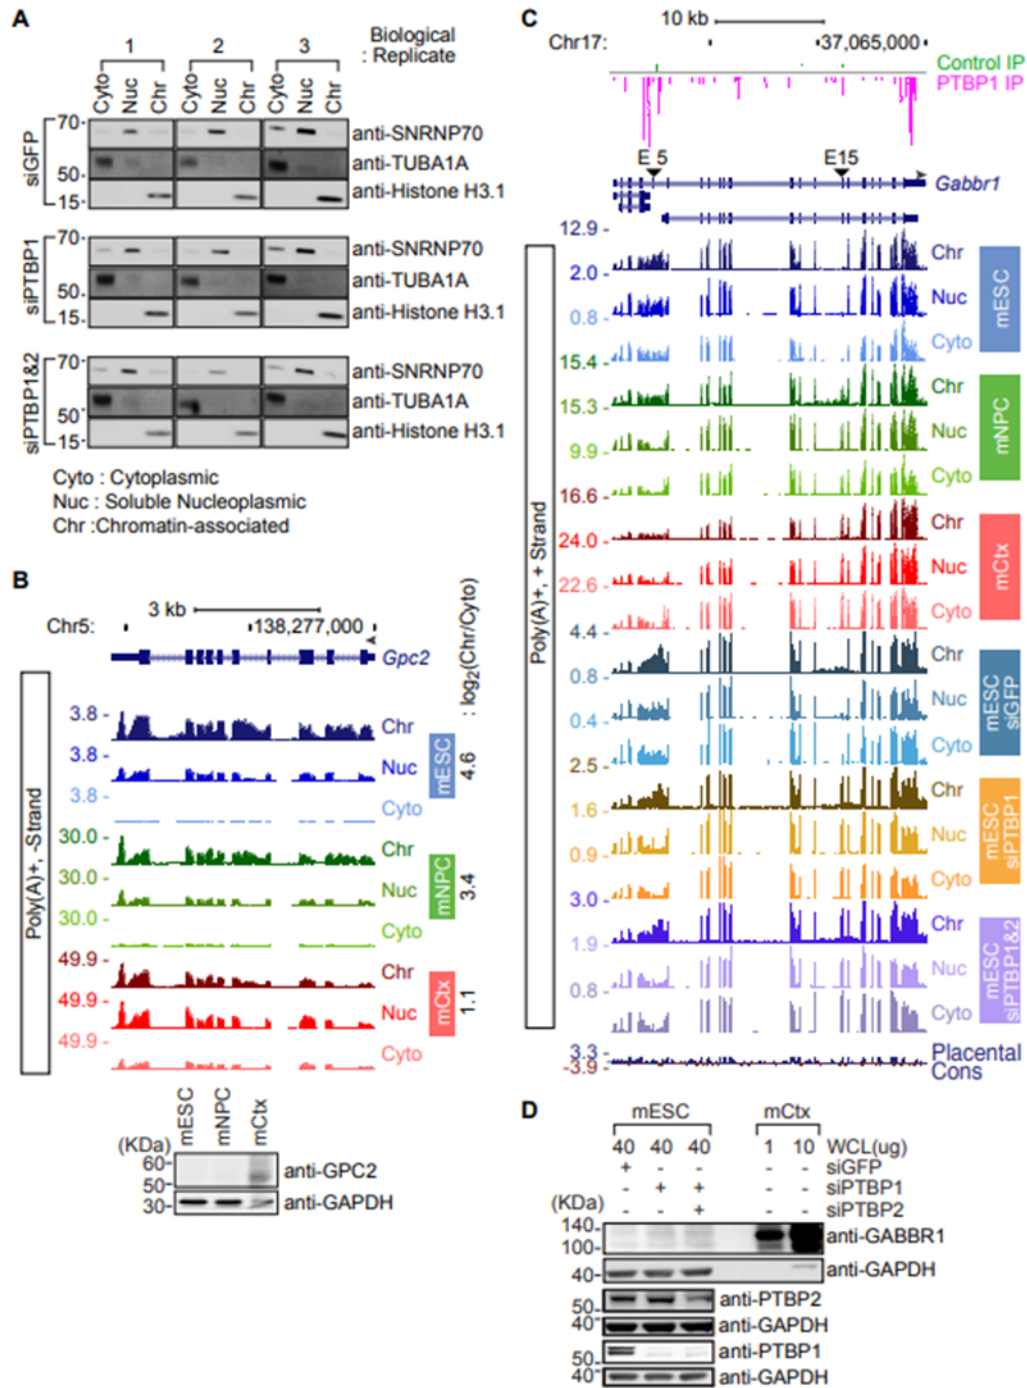 A
Biological
1 2 3 : Replicate
Cyto Nuc Chr Cyto Nuc Chr Cyto Nuc Chr
siGFP
70
anti-SNRNP70
anti-TUBA1A
50
anti-Histone H3.1
15
siPTBP1
70
anti-SNRNP70
anti-TUBA1A
50
anti-Histone H3.1
15
siPTBP1&2
70
anti-SNRNP70
anti-TUBA1A
50
anti-Histone H3.1
15
Cyto : Cytoplasmic
Nuc : Soluble Nucleoplasmic
Chr :Chromatin-associated
B
3 kb
Chr5: 138,277,000
Gpc2
: log2(Chr/Cyto)
Poly(A)+, -Strand
3.8 - Chr
3.8 - Nuc
3.8 - Cyto
mESC 4.6
30.0 - Chr
30.0 - Nuc
30.0 - Cyto
mNPC 3.4
49.9 - Chr
49.9 - Nuc
49.9 - Cyto
mCtx 1.1
mESC mNPC mCtx
(KDa)
60-
50-
anti-GPC2
30-
anti-GAPDH
C
10 kb
Chr17: 37,065,000
Control IP
PTBP1 IP
E 5 E15
Gabbr1
Poly(A)+, + Strand
12.9 - Chr
2.0 - Nuc
0.8 - Cyto
mESC
15.4 - Chr
15.3 - Nuc
9.9 - Cyto
mNPC
16.6 - Chr
24.0 - Nuc
22.6 - Cyto
mCtx
4.4 - Chr
0.8 - Nuc
0.4 - Cyto
mESC siGFP
2.5 - Chr
1.6 - Nuc
0.9 - Cyto
mESC siPTBP1
3.0 - Chr
1.9 - Nuc
0.8 - Cyto
mESC siPTBP1&2
3.3 - Placental
-3.9 - Cons
D
mESC mCtx
40 40 40 1 10 WCL(ug)
+ - - - - siGFP
- + + - - siPTBP1
- - + - - siPTBP2
(KDa)
140-
100-
anti-GABBR1
40-
anti-GAPDH
50-
anti-PTBP2
40-
anti-GAPDH
50-
anti-PTBP1
40-
anti-GAPDH